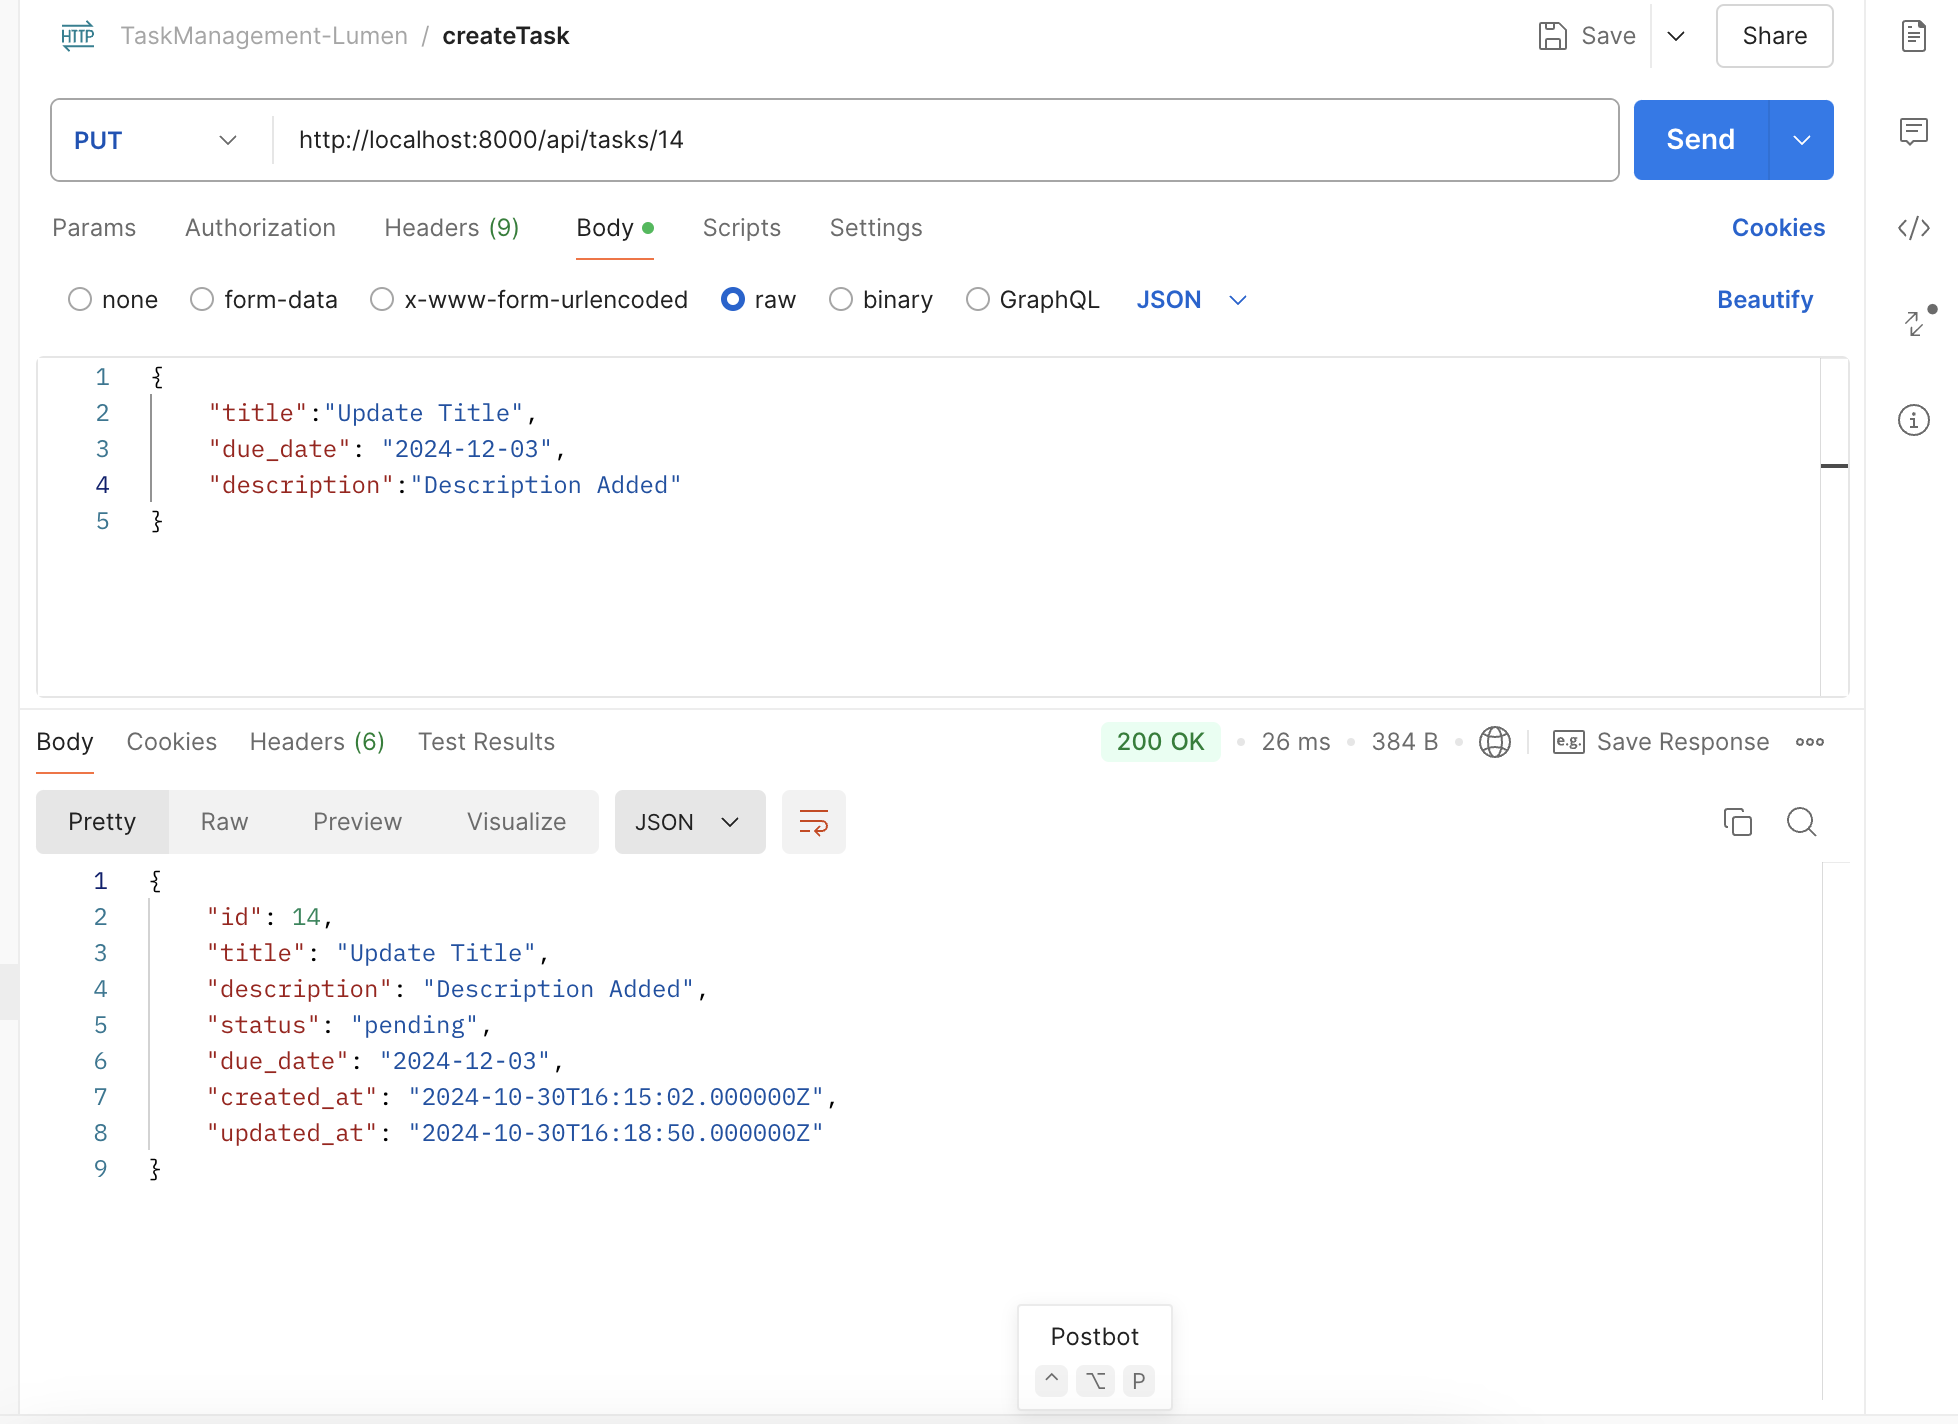 HTTP TaskManagement-Lumen / createTask Save Share
PUT http://localhost:8000/api/tasks/14 Send
Params Authorization Headers (9) Body Scripts Settings Cookies
none form-data x-www-form-urlencoded raw binary GraphQL JSON Beautify
1 {
2 "title":"Update Title",
3 "due_date": "2024-12-03",
4 "description":"Description Added"
5 }
Body Cookies Headers (6) Test Results 200 OK 26 ms 384 B e.g. Save Response
Pretty Raw Preview Visualize JSON
1 {
2 "id": 14,
3 "title": "Update Title",
4 "description": "Description Added",
5 "status": "pending",
6 "due_date": "2024-12-03",
7 "created_at": "2024-10-30T16:15:02.000000Z",
8 "updated_at": "2024-10-30T16:18:50.000000Z"
9 }
Postbot
^ ⌥ P